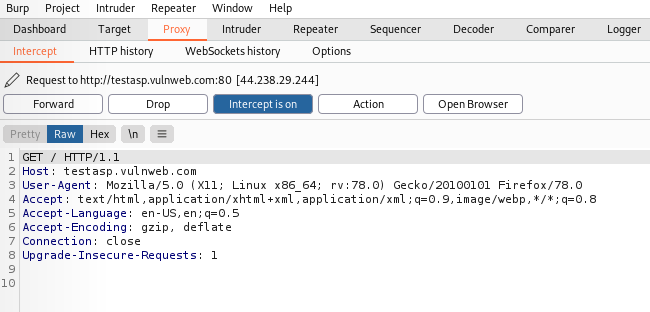 Burp Project Intruder Repeater Window Help
Dashboard Target Proxy Intruder Repeater Sequencer Decoder Comparer Logger
Intercept HTTP history WebSockets history Options
Request to http://testasp.vulnweb.com:80 [44.238.29.244]
Forward Drop Intercept is on Action Open Browser
Pretty Raw Hex \n
1 GET / HTTP/1.1
2 Host: testasp.vulnweb.com
3 User-Agent: Mozilla/5.0 (X11; Linux x86_64; rv:78.0) Gecko/20100101 Firefox/78.0
4 Accept: text/html,application/xhtml+xml,application/xml;q=0.9,image/webp,*/*;q=0.8
5 Accept-Language: en-US,en;q=0.5
6 Accept-Encoding: gzip, deflate
7 Connection: close
8 Upgrade-Insecure-Requests: 1
9
10